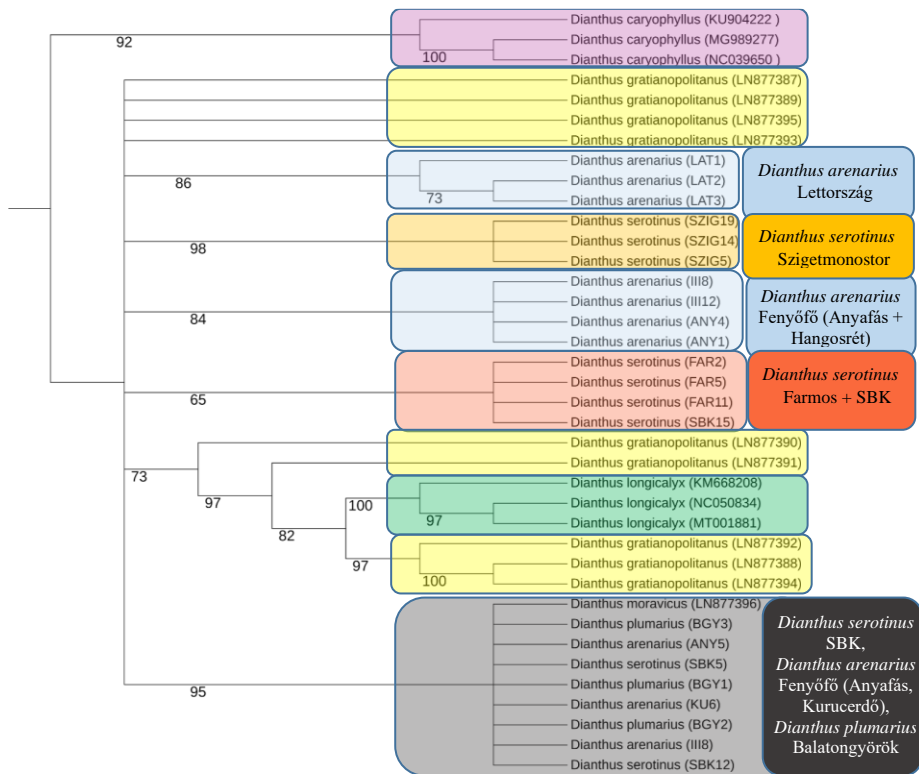 Dianthus caryophyllus (KU904222 )
92
Dianthus caryophyllus (MG989277)
100
Dianthus caryophyllus (NC039650 )
Dianthus gratianopolitanus (LN877387)
Dianthus gratianopolitanus (LN877389)
Dianthus gratianopolitanus (LN877395)
Dianthus gratianopolitanus (LN877393)
Dianthus arenarius (LAT1)
86
Dianthus arenarius (LAT2)
73
Dianthus arenarius (LAT3)
Dianthus arenarius
Lettország
Dianthus serotinus (SZIG19)
98
Dianthus serotinus (SZIG14)
Dianthus serotinus (SZIG5)
Dianthus serotinus
Szigetmonostor
Dianthus arenarius (III8)
Dianthus arenarius (III12)
84
Dianthus arenarius (ANY4)
Dianthus arenarius (ANY1)
Dianthus arenarius
Fenyőfő (Anyafás +
Hangosrét)
Dianthus serotinus (FAR2)
Dianthus serotinus (FAR5)
65
Dianthus serotinus (FAR11)
Dianthus serotinus (SBK15)
Dianthus serotinus
Farmos + SBK
Dianthus gratianopolitanus (LN877390)
73
Dianthus gratianopolitanus (LN877391)
97
Dianthus longicalyx (KM668208)
100
Dianthus longicalyx (NC050834)
97
Dianthus longicalyx (MT001881)
82
Dianthus gratianopolitanus (LN877392)
97
Dianthus gratianopolitanus (LN877388)
100
Dianthus gratianopolitanus (LN877394)
Dianthus moravicus (LN877396)
Dianthus plumarius (BGY3)
Dianthus arenarius (ANY5)
Dianthus serotinus (SBK5)
95
Dianthus plumarius (BGY1)
Dianthus arenarius (KU6)
Dianthus plumarius (BGY2)
Dianthus arenarius (III8)
Dianthus serotinus (SBK12)
Dianthus serotinus
SBK,
Dianthus arenarius
Fenyőfő (Anyafás,
Kurucerdő),
Dianthus plumarius
Balatongyörök